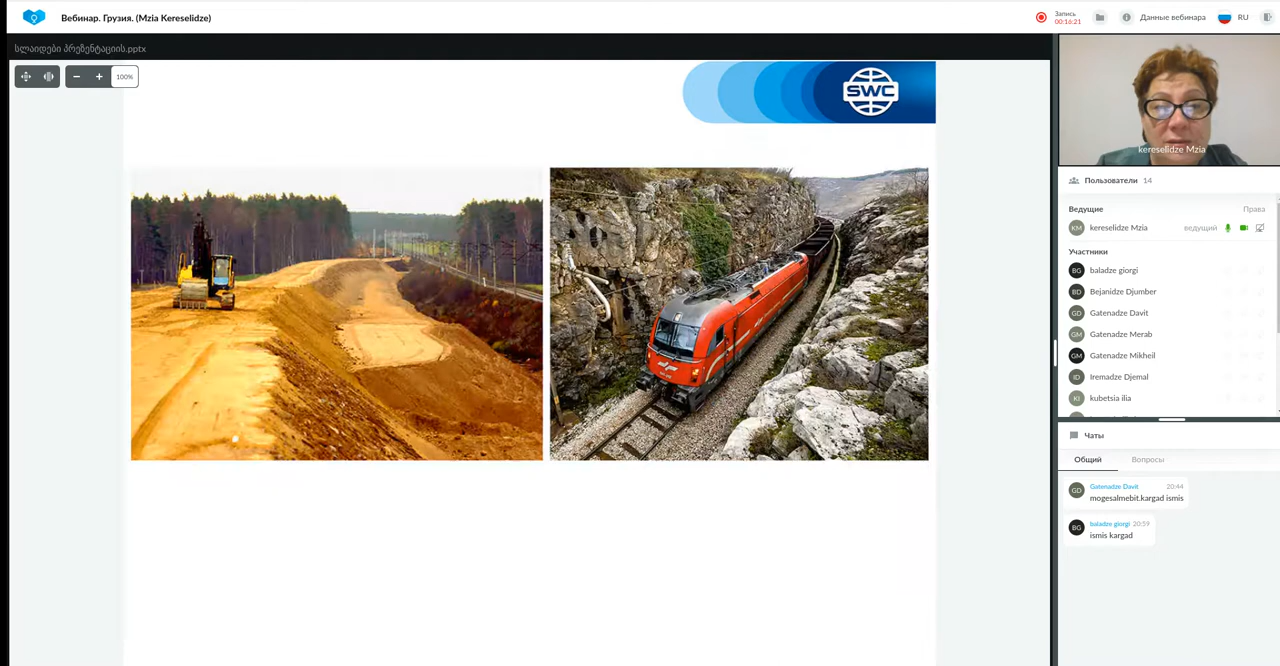 Вебинар. Грузия. (Mzia Kereselidze)
Запись
00:16:21
Данные вебинара
RU
სლაიდები პრეზენტაციის.pptx
100%
SWC
kereselidze Mzia
Пользователи 14
Ведущие Права
KM kereselidze Mzia ведущий
Участники
BG baladze giorgi
BD Bejanidze Djumber
GD Gatenadze Davit
GM Gatenadze Merab
GM Gatenadze Mikheil
ID Iremadze Djemal
KI kubetsia ilia
Чаты
Общий Вопросы
GD Gatenadze Davit 20:44
mogesalmebit.kargad ismis
BG baladze giorgi 20:59
ismis kargad